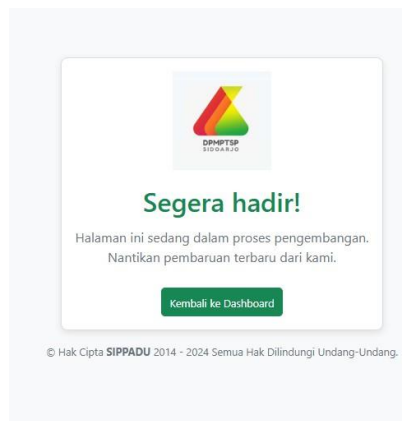 DPMPTSP
SIDOARJO
Segera hadir!
Halaman ini sedang dalam proses pengembangan.
Nantikan pembaruan terbaru dari kami.
Kembali ke Dashboard
© Hak Cipta SIPPADU 2014 - 2024 Semua Hak Dilindungi Undang-Undang.